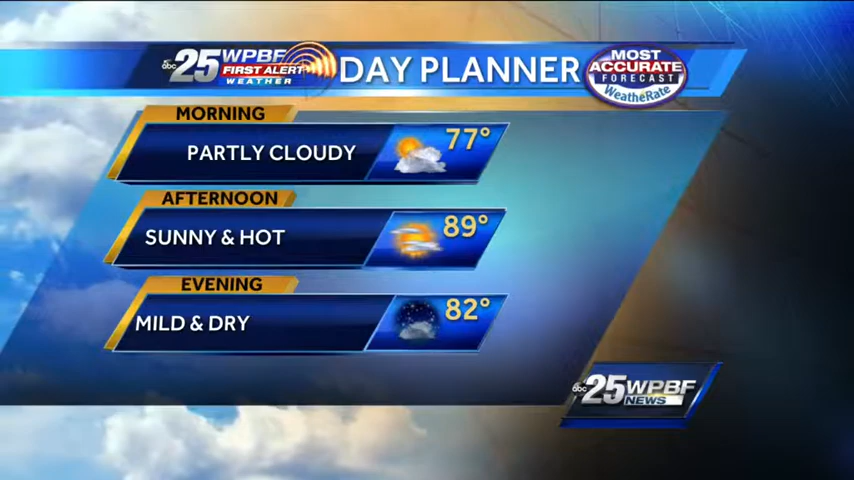 abc 25 WPBF
FIRST ALERT
WEATHER
DAY PLANNER
MOST
ACCURATE
FORECAST
WeatheRate
MORNING
PARTLY CLOUDY 77°
AFTERNOON
SUNNY & HOT 89°
EVENING
MILD & DRY 82°
abc 25 WPBF
NEWS